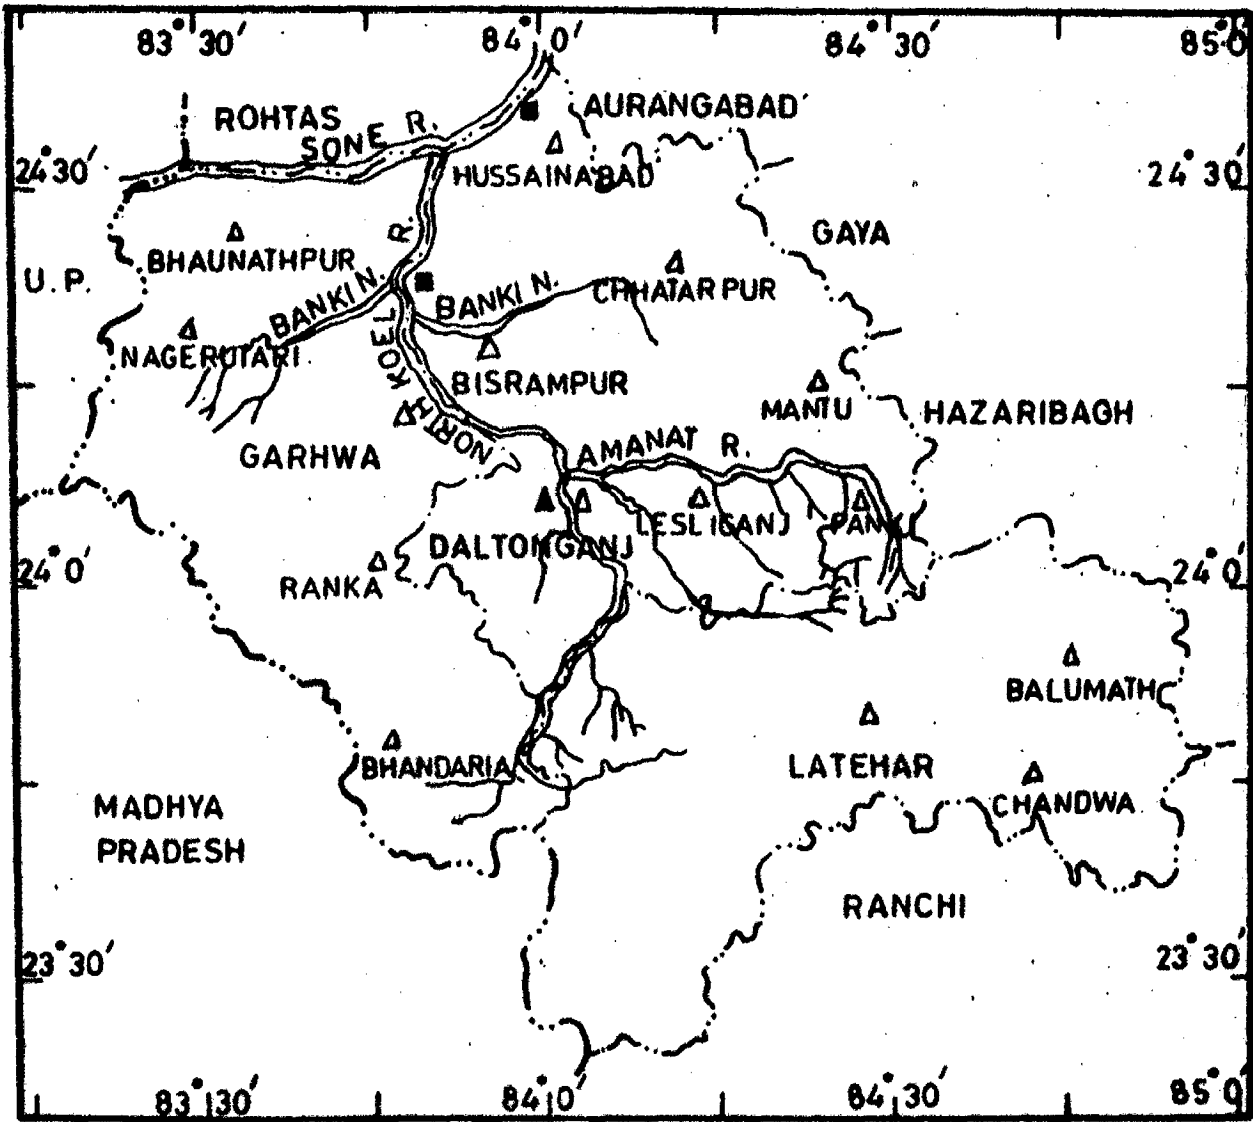 83°30′
84°0′
84°30′
85°0
ROHTAS
SONE R.
AURANGABAD
24°30′
HUSSAINABAD
24°30′
GAYA
R.
BHAUNATHPUR
U.P.
BANKI N.
BANKI N.
CHHATARPUR
NAGERUTARI
NORTH KOEL
BISRAMPUR
MANTU
HAZARIBAGH
GARHWA
AMANAT R.
LESLIGANJ
PANKI
DALTONGANJ
24°0′
24°0
RANKA
BALUMATH
BHANDARIA
LATEHAR
CHANDWA
MADHYA
PRADESH
RANCHI
23°30′
23°30
83°30′
84°0′
84°30′
85°0